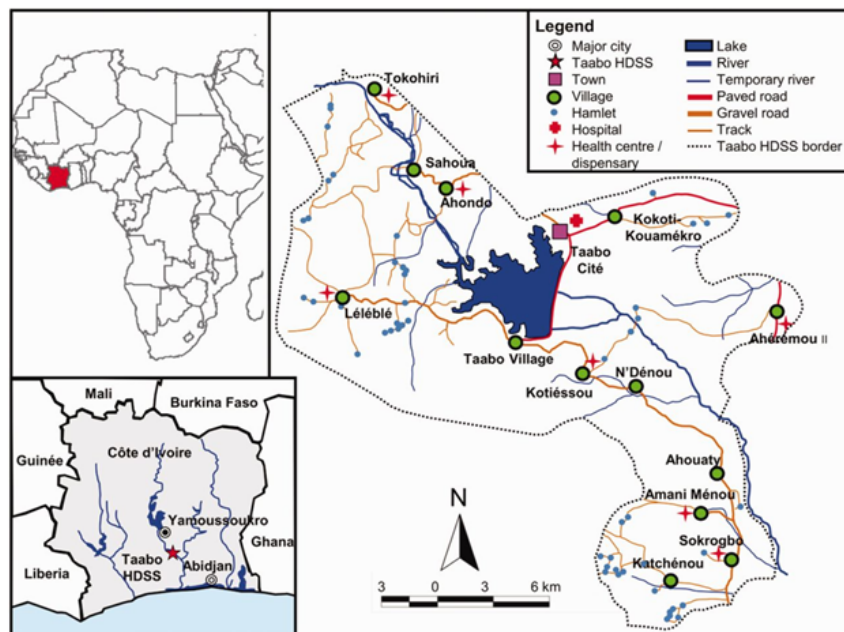 Legend
Major city
Taabo HDSS
Town
Village
Hamlet
Hospital
Health centre /
dispensary
Lake
River
Temporary river
Paved road
Gravel road
Track
Taabo HDSS border
Tokohiri
Sahoua
Ahondo
Kokoti-
Kouamékro
Taabo
Cité
Léléblé
Ahérémou II
Taabo Village
Kotiéssou
N'Dénou
Ahouaty
Amani Ménou
Sokrogbo
Katchénou
N
3 0 3 6 km
Mali
Burkina Faso
Guinée
Côte d'Ivoire
Yamoussoukro
Ghana
Taabo
HDSS
Abidjan
Liberia